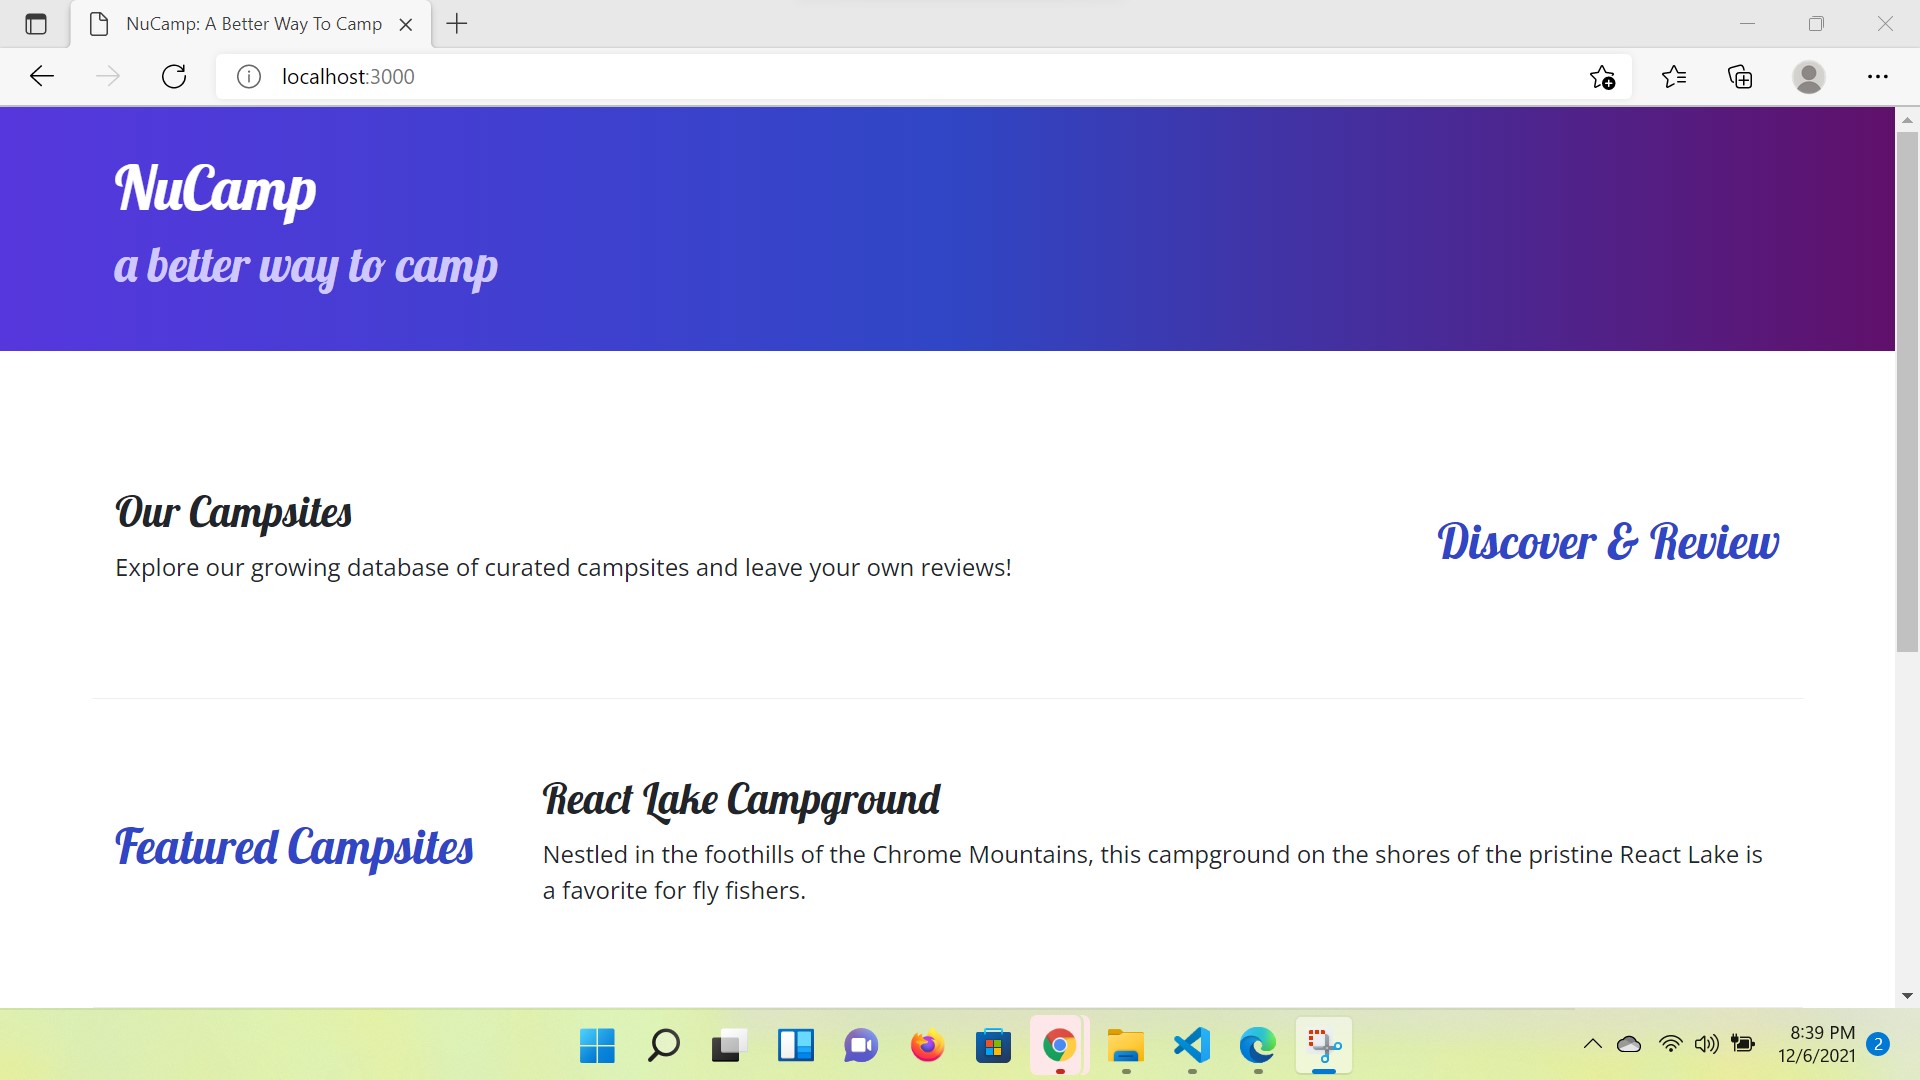 NuCamp: A Better Way To Camp
localhost:3000
NuCamp
a better way to camp
Our Campsites
Explore our growing database of curated campsites and leave your own reviews!
Discover & Review
Featured Campsites
React Lake Campground
Nestled in the foothills of the Chrome Mountains, this campground on the shores of the pristine React Lake is
a favorite for fly fishers.
8:39 PM
12/6/2021
2